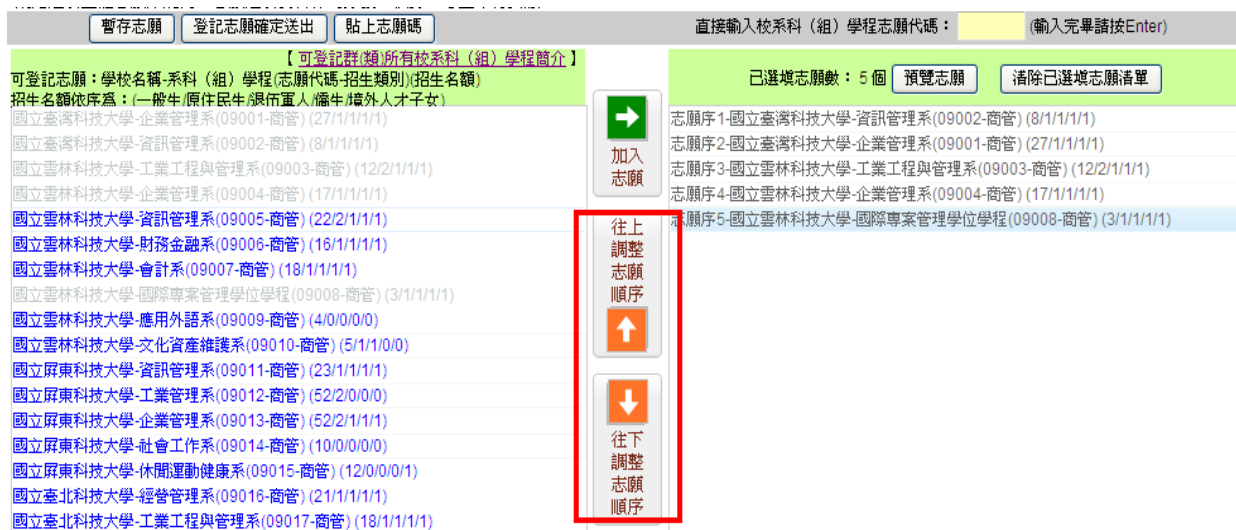 暫存志願 登記志願確定送出 貼上志願碼 直接輸入校系科（組）學程志願代碼： (輸入完畢請按Enter)
【可登記群(類)所有校系科（組）學程簡介】
可登記志願：學校名稱-系科（組）學程(志願代碼-招生類別)(招生名額)
招生名額依序為：(一般生/原住民生/退伍軍人/僑生/境外人才子女)
已選填志願數：5個 預覽志願 清除已選填志願清單
國立臺灣科技大學-企業管理系(09001-商管) (27/1/1/1/1)
國立臺灣科技大學-資訊管理系(09002-商管) (8/1/1/1/1)
國立雲林科技大學-工業工程與管理系(09003-商管) (12/2/1/1/1)
國立雲林科技大學-企業管理系(09004-商管) (17/1/1/1/1)
國立雲林科技大學-資訊管理系(09005-商管) (22/2/1/1/1)
國立雲林科技大學-財務金融系(09006-商管) (16/1/1/1/1)
國立雲林科技大學-會計系(09007-商管) (18/1/1/1/1)
國立雲林科技大學-國際專案管理學位學程(09008-商管) (3/1/1/1/1)
國立雲林科技大學-應用外語系(09009-商管) (4/0/0/0/0)
國立雲林科技大學-文化資產維護系(09010-商管) (5/1/1/0/0)
國立屏東科技大學-資訊管理系(09011-商管) (23/1/1/1/1)
國立屏東科技大學-工業管理系(09012-商管) (52/2/0/0/0)
國立屏東科技大學-企業管理系(09013-商管) (52/2/1/1/1)
國立屏東科技大學-社會工作系(09014-商管) (10/0/0/0/0)
國立屏東科技大學-休閒運動健康系(09015-商管) (12/0/0/0/1)
國立臺北科技大學-經營管理系(09016-商管) (21/1/1/1/1)
國立臺北科技大學-工業工程與管理系(09017-商管) (18/1/1/1/1)
加入
志願
往上
調整
志願
順序
往下
調整
志願
順序
志願序1-國立臺灣科技大學-資訊管理系(09002-商管) (8/1/1/1/1)
志願序2-國立臺灣科技大學-企業管理系(09001-商管) (27/1/1/1/1)
志願序3-國立雲林科技大學-工業工程與管理系(09003-商管) (12/2/1/1/1)
志願序4-國立雲林科技大學-企業管理系(09004-商管) (17/1/1/1/1)
志願序5-國立雲林科技大學-國際專案管理學位學程(09008-商管) (3/1/1/1/1)